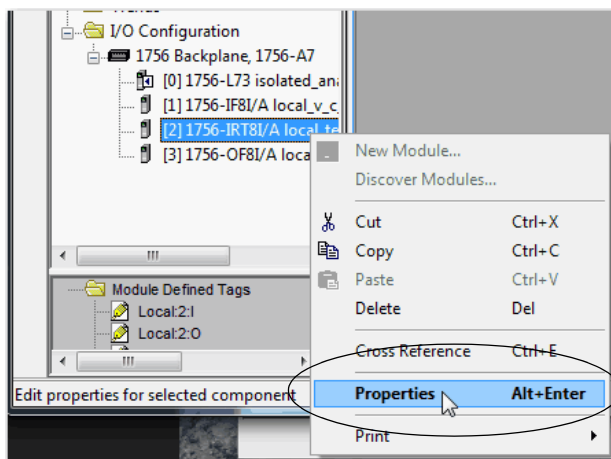 I/O Configuration
1756 Backplane, 1756-A7
[0] 1756-L73 isolated_ana
[1] 1756-IF8I/A local_v_c
[2] 1756-IRT8I/A local_te
[3] 1756-OF8I/A loca
New Module...
Discover Modules...
Cut Ctrl+X
Copy Ctrl+C
Paste Ctrl+V
Delete Del
Cross Reference Ctrl+E
Properties Alt+Enter
Print
Module Defined Tags
Local:2:I
Local:2:O
Edit properties for selected component